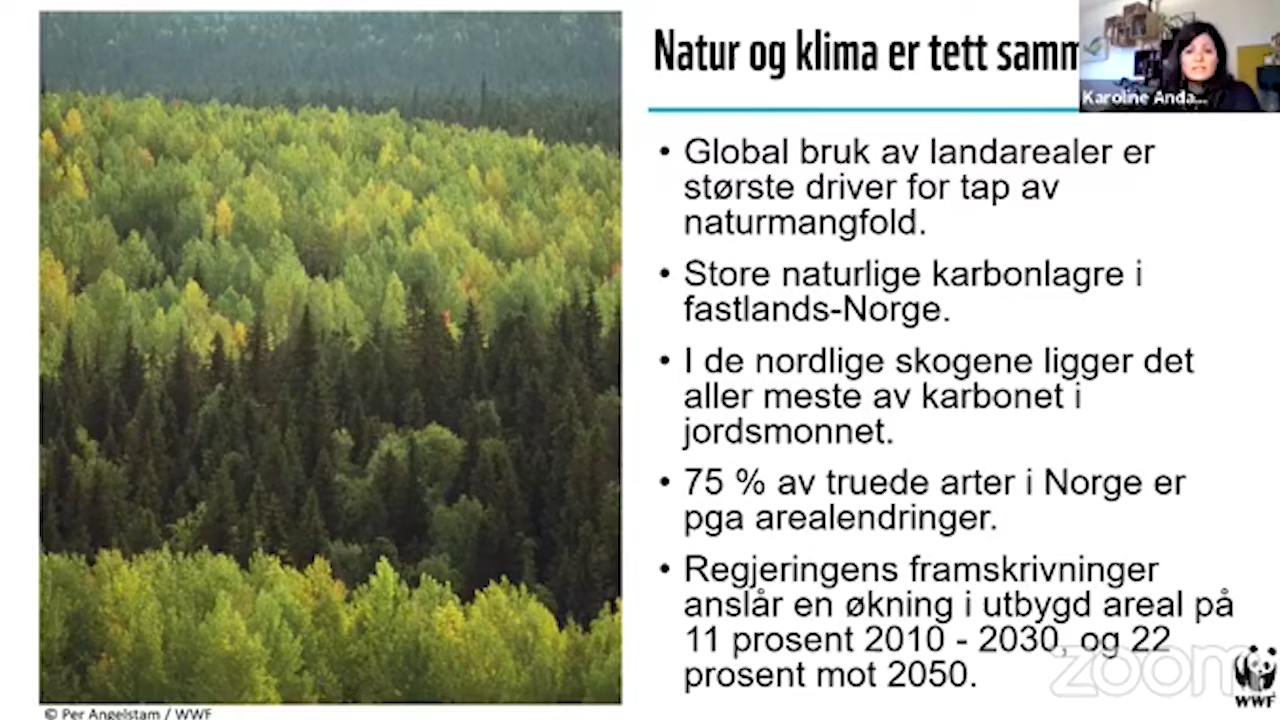 Natur og klima er tett samm
Karoline Anda...
• Global bruk av landarealer er
største driver for tap av
naturmangfold.
• Store naturlige karbonlagre i
fastlands-Norge.
• I de nordlige skogene ligger det
aller meste av karbonet i
jordsmonnet.
• 75 % av truede arter i Norge er
pga arealendringer.
• Regjeringens framskrivninger
anslår en økning i utbygd areal på
11 prosent 2010 - 2030, og 22
prosent mot 2050.
zoom
WWF
© Per Angelstam / WWF